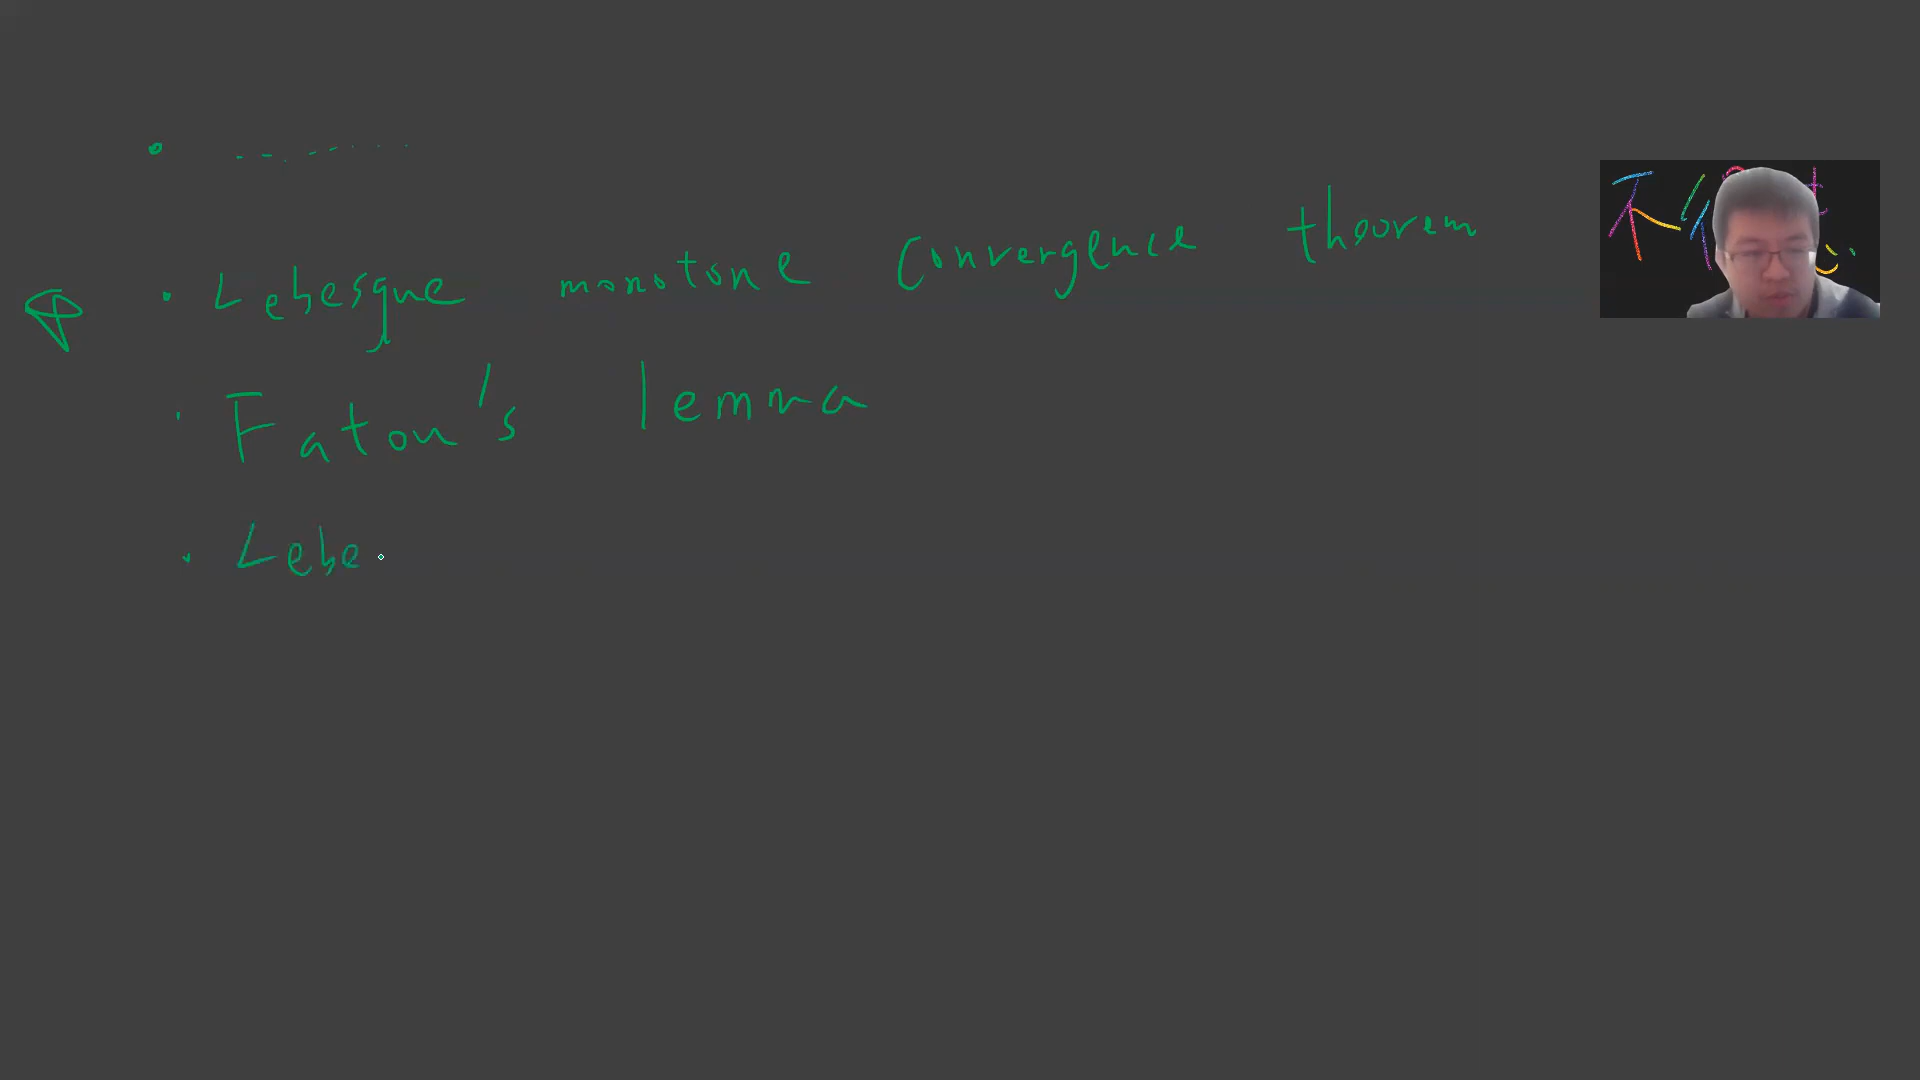 · - - - - - - -
· Lebesgue monotone Convergence theorem
· Fatou's lemma
· Lebe